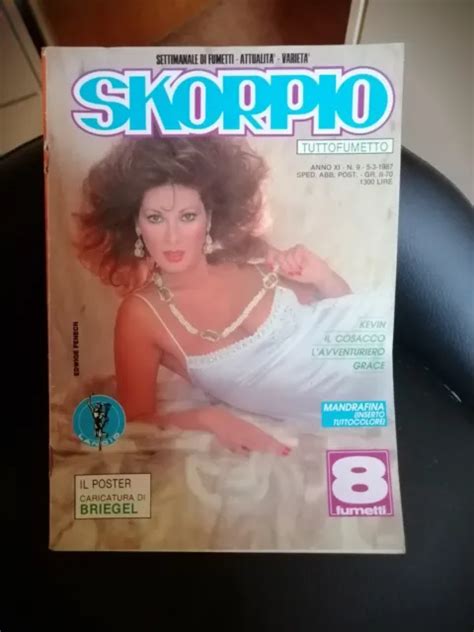 SETTIMANALE DI FUMETTI - ATTUALITA' - VARIETA'
SKORPIO
TUTTOFUMETTO
ANNO XI - N. 9 - 5-3-1987
SPED. ABB. POST. - GR. II-70
1300 LIRE
EDWIGE FENECH
KEVIN
IL COSACCO
L'AVVENTURIERO
GRACE
MANDRAFINA
(INSERTO
TUTTOCOLORE)
IL POSTER
CARICATURA DI
BRIEGEL
8
fumetti